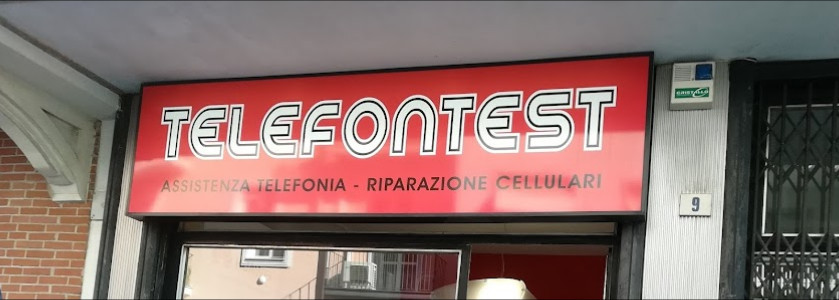 TELEFONTEST
ASSISTENZA TELEFONIA - RIPARAZIONE CELLULARI
9